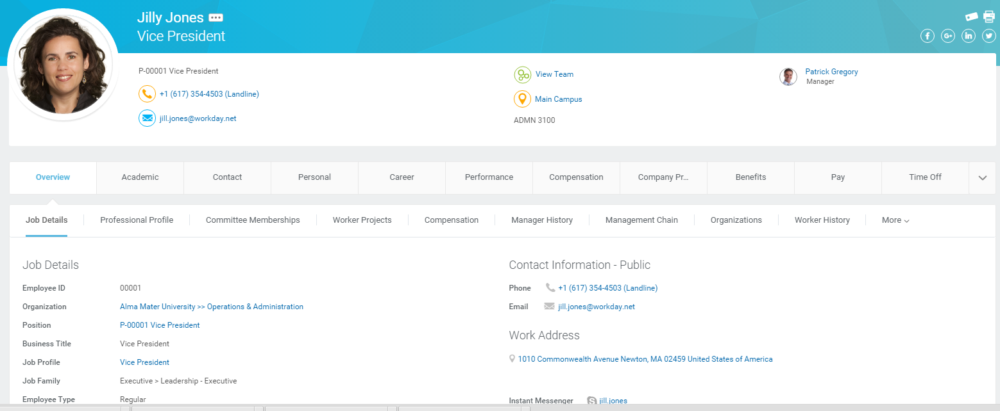 Jilly Jones
Vice President
P-00001 Vice President
+1 (617) 354-4503 (Landline)
jill.jones@workday.net
View Team
Main Campus
ADMN 3100
Patrick Gregory
Manager
Overview Academic Contact Personal Career Performance Compensation Company Pr... Benefits Pay Time Off
Job Details Professional Profile Committee Memberships Worker Projects Compensation Manager History Management Chain Organizations Worker History More
Job Details
Employee ID 00001
Organization Alma Mater University >> Operations & Administration
Position P-00001 Vice President
Business Title Vice President
Job Profile Vice President
Job Family Executive > Leadership - Executive
Employee Type Regular
Contact Information - Public
Phone +1 (617) 354-4503 (Landline)
Email jill.jones@workday.net
Work Address
1010 Commonwealth Avenue Newton, MA 02459 United States of America
Instant Messenger jill.jones